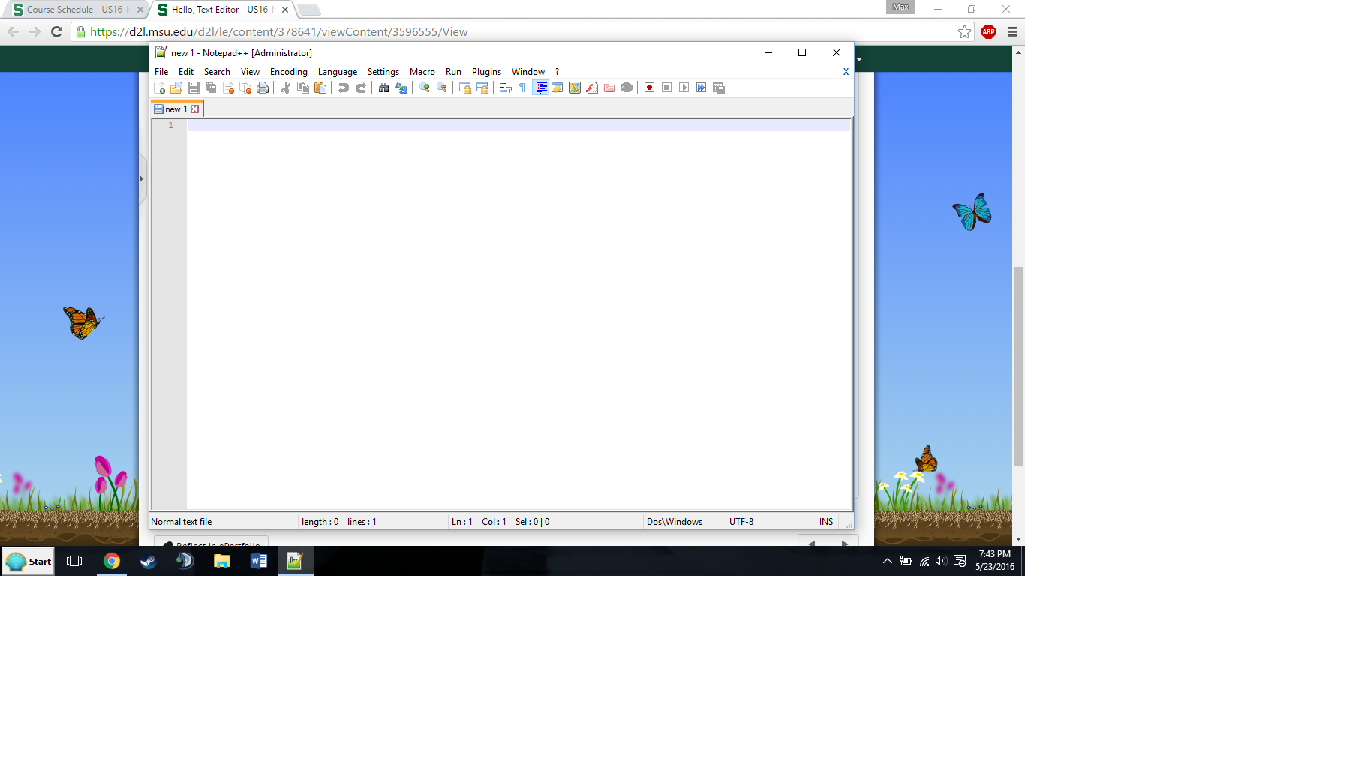 Course Schedule - US16
Hello, Text Editor - US16
Max
https://d2l.msu.edu/d2l/le/content/378641/viewContent/3596555/View
ABP
new 1 - Notepad++ [Administrator]
File Edit Search View Encoding Language Settings Macro Run Plugins Window ? X
new 1
1
Normal text file length : 0 lines : 1 Ln : 1 Col : 1 Sel : 0 | 0 Dos\Windows UTF-8 INS
Reflect in ePortfolio
Start
7:43 PM
5/23/2016